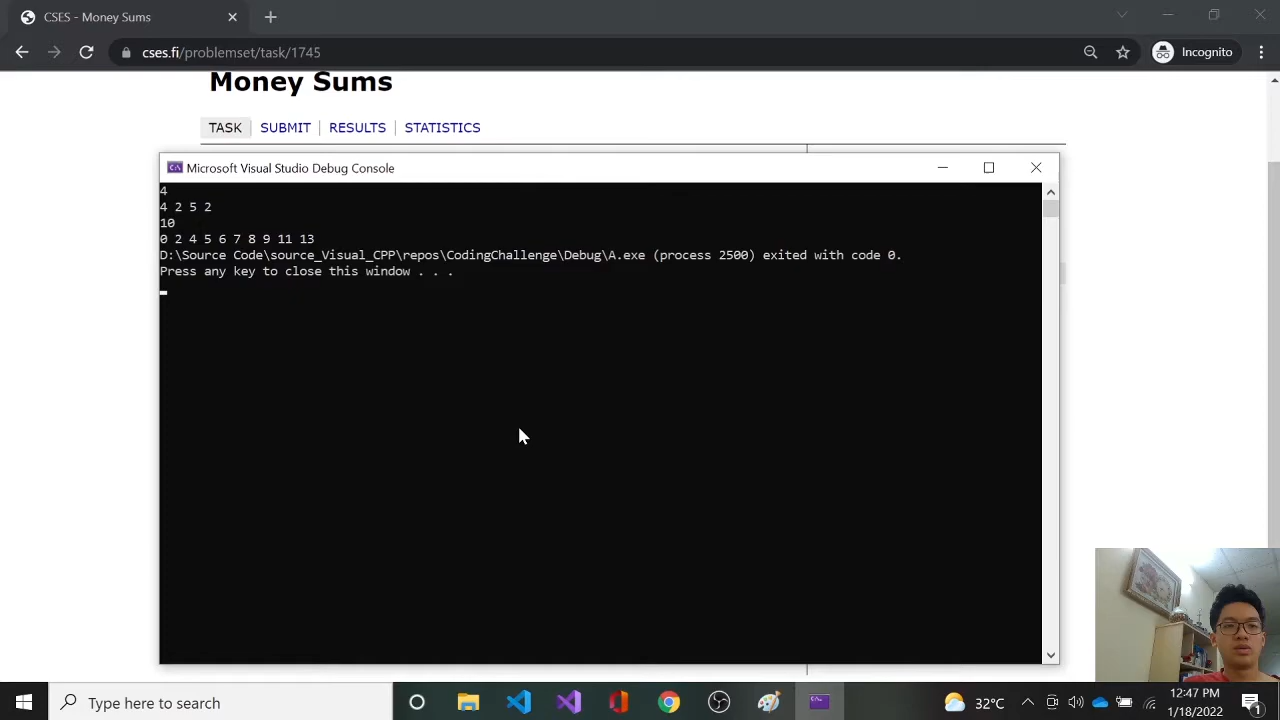 CSES - Money Sums
cses.fi/problemset/task/1745
Incognito
Money Sums
TASK
SUBMIT
RESULTS
STATISTICS
Microsoft Visual Studio Debug Console
4
4 2 5 2
10
0 2 4 5 6 7 8 9 11 13
D:\Source Code\source_Visual_CPP\repos\CodingChallenge\Debug\A.exe (process 2500) exited with code 0.
Press any key to close this window . . .
Type here to search
32°C
12:47 PM
1/18/2022
1